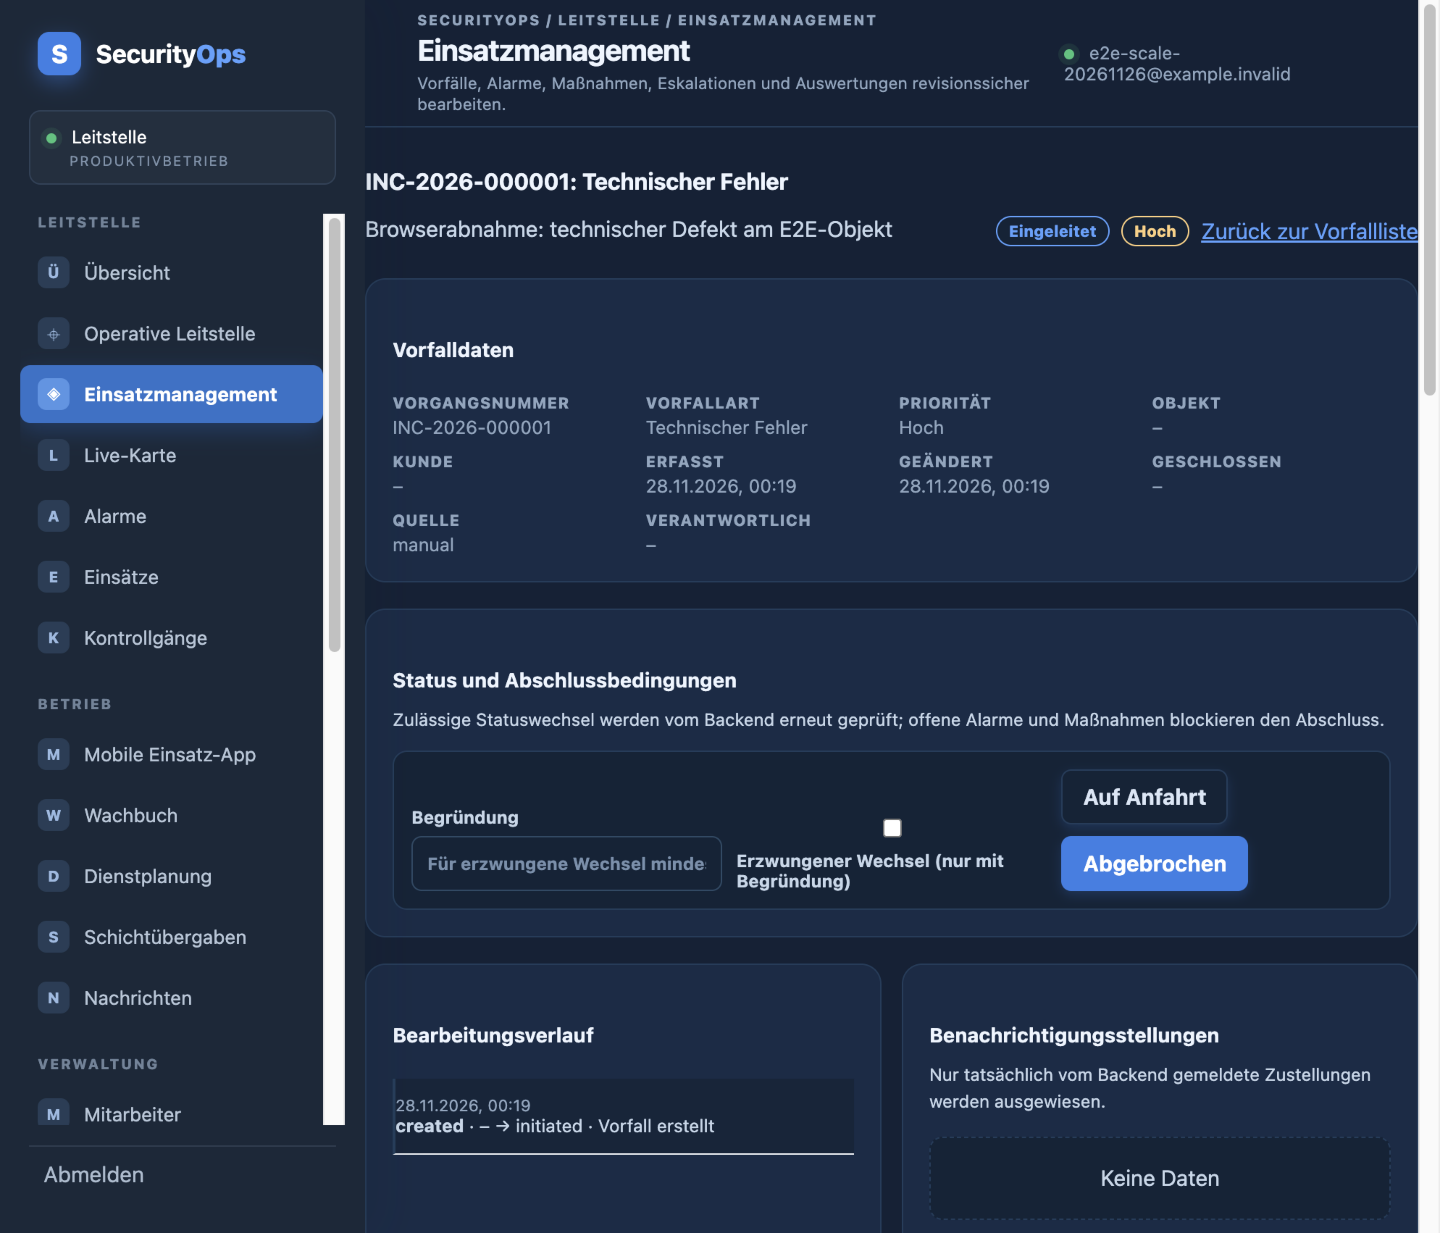 S SecurityOps
Leitstelle
PRODUKTIVBETRIEB
LEITSTELLE
Ü Übersicht
Operative Leitstelle
Einsatzmanagement
L Live-Karte
A Alarme
E Einsätze
K Kontrollgänge
BETRIEB
M Mobile Einsatz-App
W Wachbuch
D Dienstplanung
S Schichtübergaben
N Nachrichten
VERWALTUNG
M Mitarbeiter
Abmelden
SECURITYOPS / LEITSTELLE / EINSATZMANAGEMENT
Einsatzmanagement
Vorfälle, Alarme, Maßnahmen, Eskalationen und Auswertungen revisionssicher
bearbeiten.
e2e-scale-
20261126@example.invalid
INC-2026-000001: Technischer Fehler
Browserabnahme: technischer Defekt am E2E-Objekt
Eingeleitet Hoch Zurück zur Vorfallliste
Vorfalldaten
VORGANGSNUMMER VORFALLART PRIORITÄT OBJEKT
INC-2026-000001 Technischer Fehler Hoch –
KUNDE ERFASST GEÄNDERT GESCHLOSSEN
– 28.11.2026, 00:19 28.11.2026, 00:19 –
QUELLE VERANTWORTLICH
manual –
Status und Abschlussbedingungen
Zulässige Statuswechsel werden vom Backend erneut geprüft; offene Alarme und Maßnahmen blockieren den Abschluss.
Begründung
Für erzwungene Wechsel minde
Erzwungener Wechsel (nur mit
Begründung)
Auf Anfahrt
Abgebrochen
Bearbeitungsverlauf
28.11.2026, 00:19
created · – → initiated · Vorfall erstellt
Benachrichtigungsstellungen
Nur tatsächlich vom Backend gemeldete Zustellungen
werden ausgewiesen.
Keine Daten